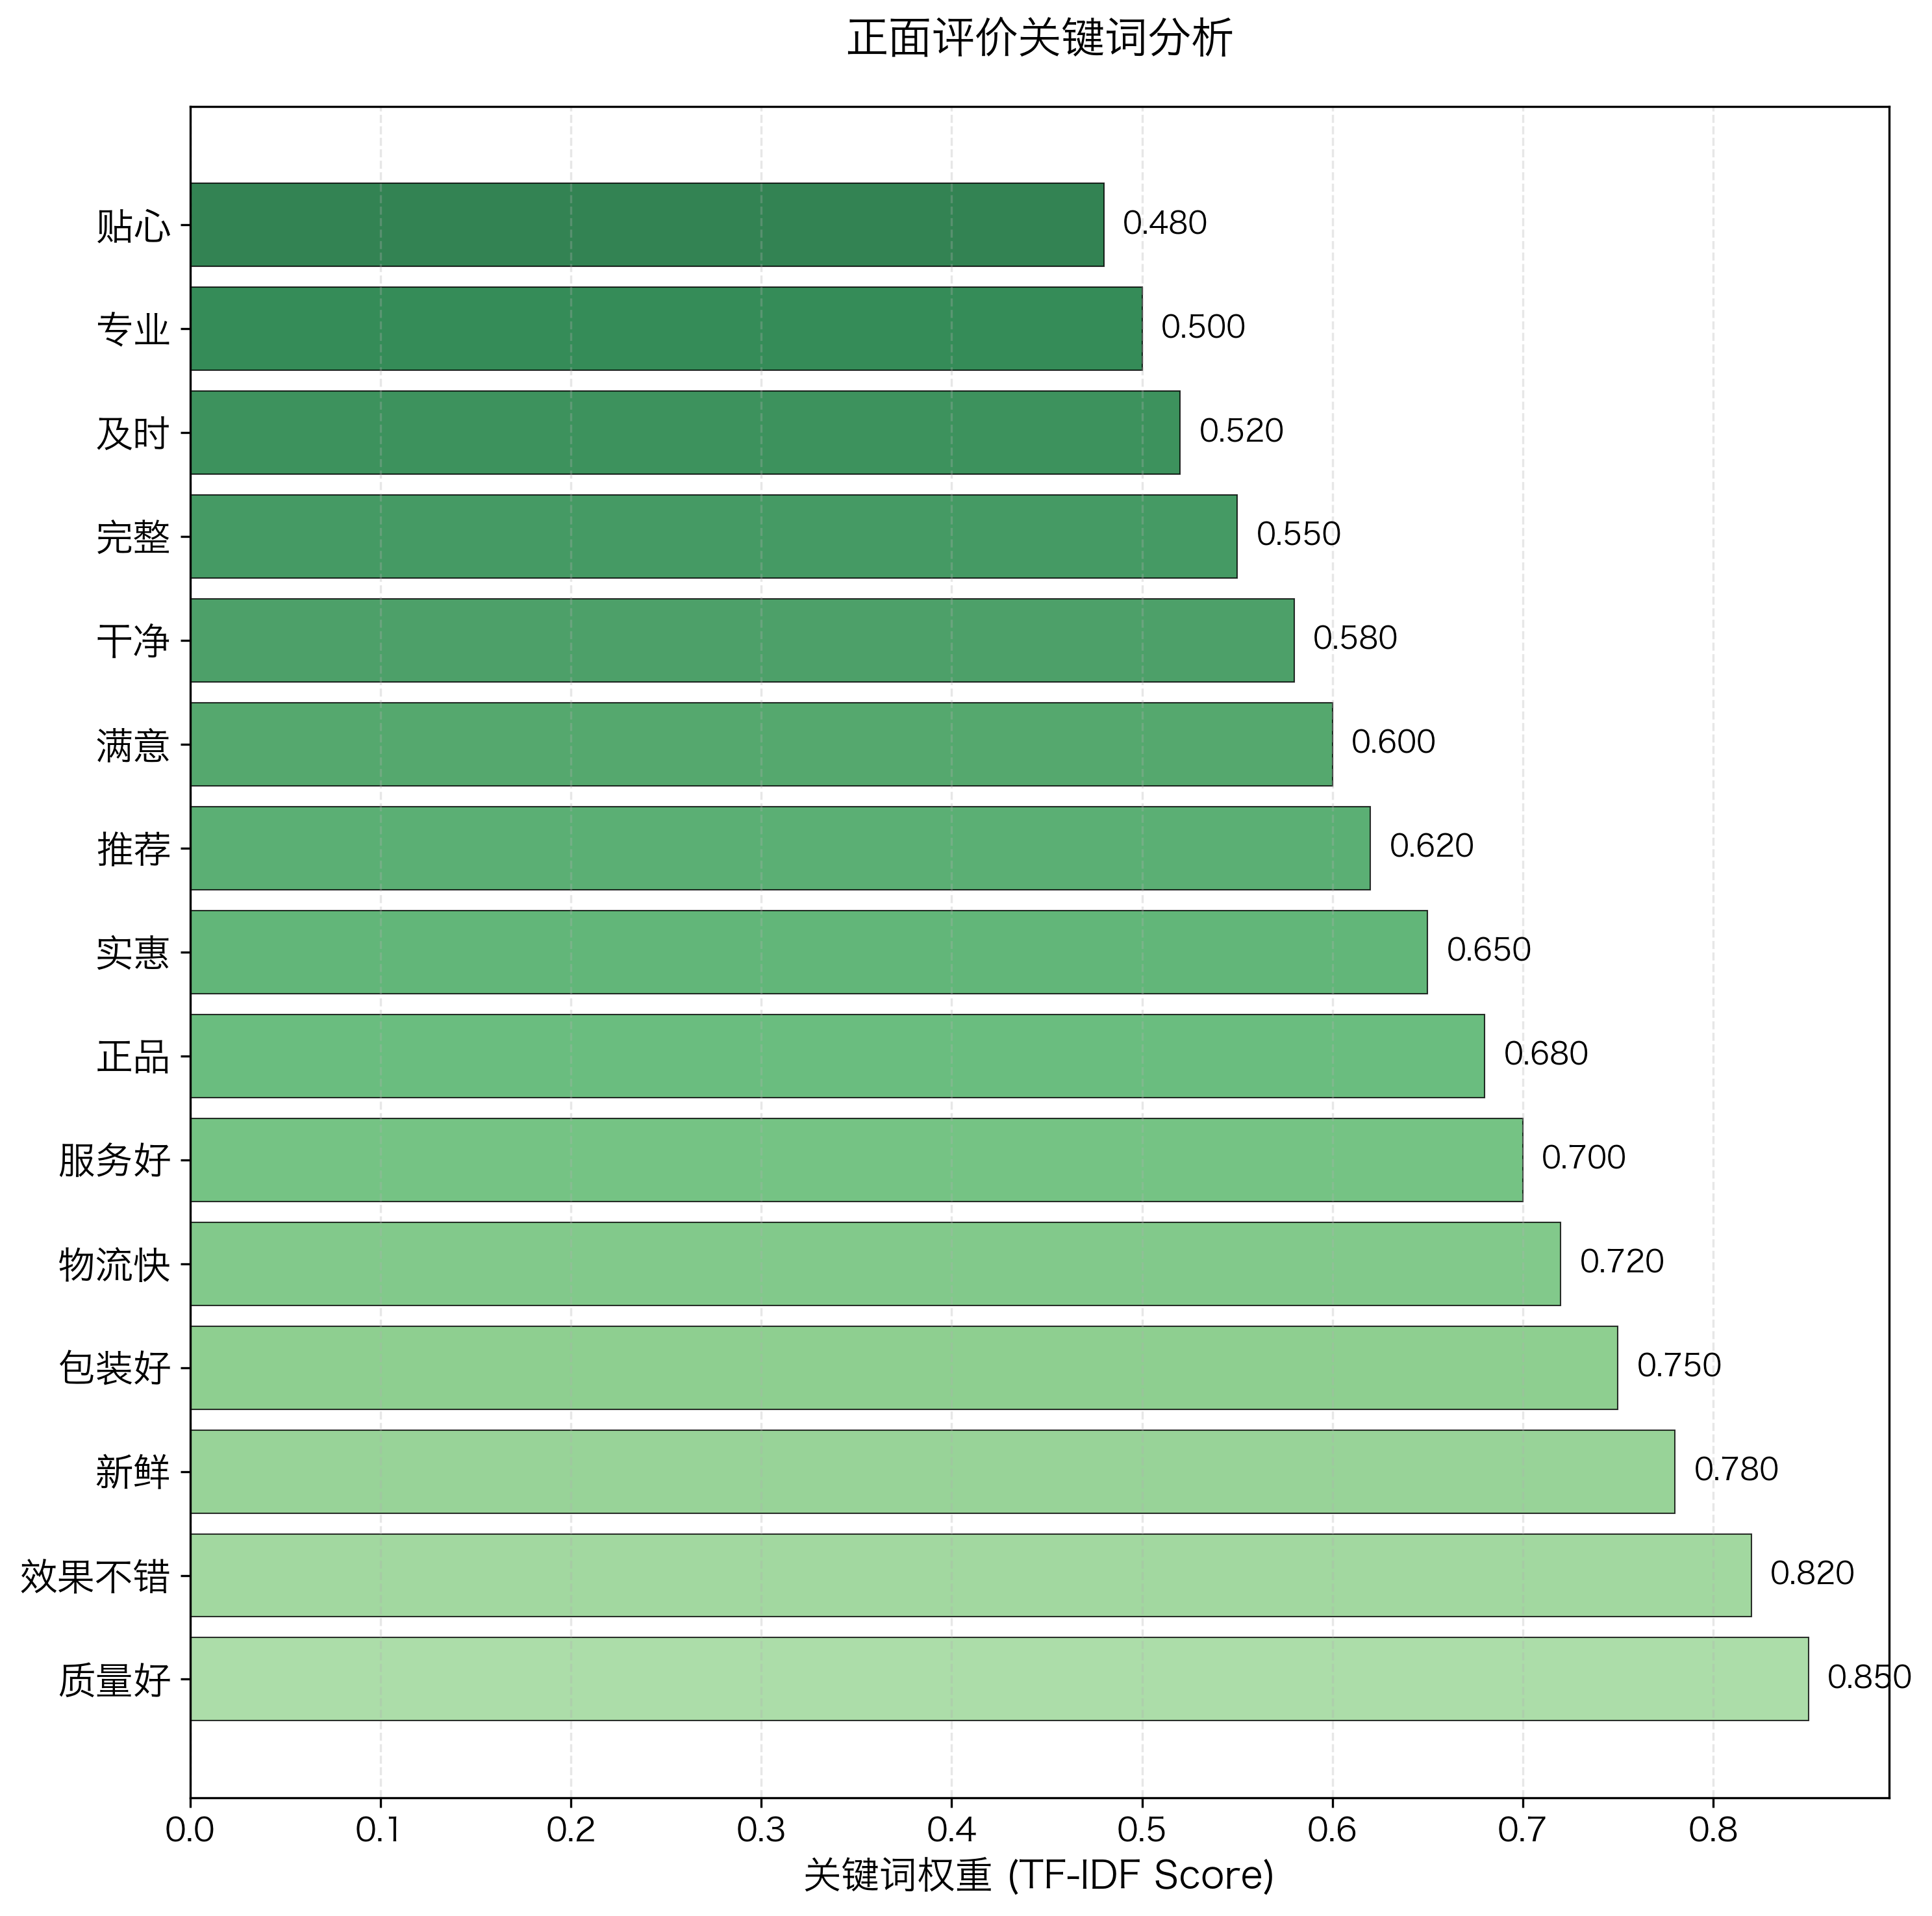 正面评价关键词分析
贴心 0.480
专业 0.500
及时 0.520
完整 0.550
干净 0.580
满意 0.600
推荐 0.620
实惠 0.650
正品 0.680
服务好 0.700
物流快 0.720
包装好 0.750
新鲜 0.780
效果不错 0.820
质量好 0.850
0.0 0.1 0.2 0.3 0.4 0.5 0.6 0.7 0.8
关键词权重 (TF-IDF Score)